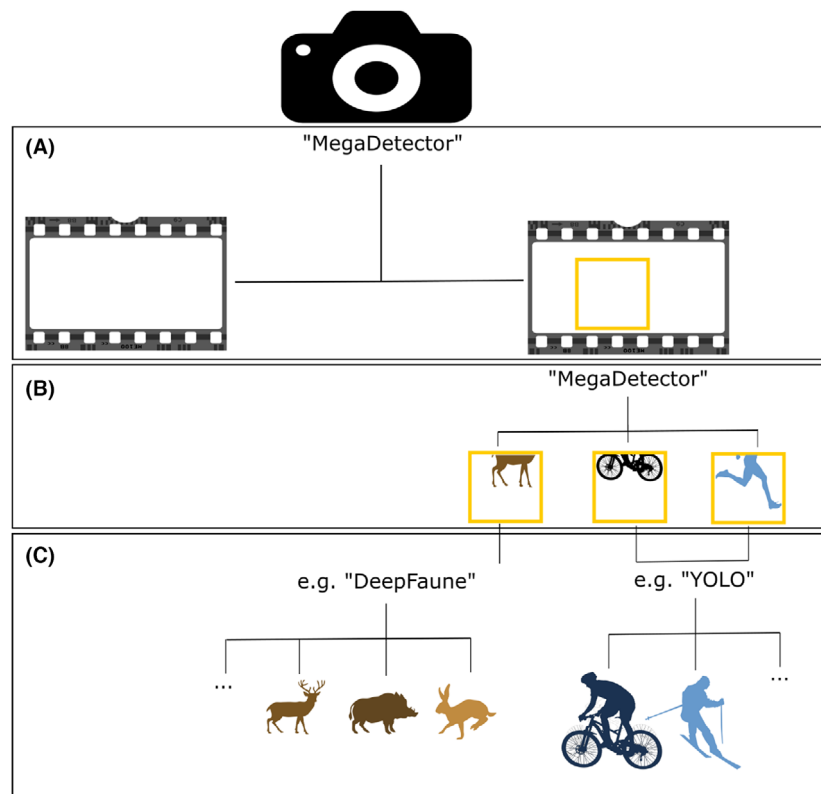 (A)
"MegaDetector"
(B)
"MegaDetector"
(C)
e.g. "DeepFaune"
e.g. "YOLO"
...
...